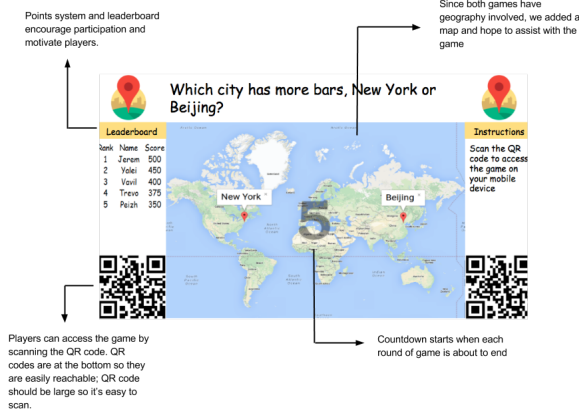 Points system and leaderboard
encourage participation and
motivate players.
Since both games have
geography involved, we added a
map and hope to assist with the
game
Which city has more bars, New York or
Beijing?
Leaderboard
Rank Name Score
1 Jeram 500
2 Yalei 450
3 Vavil 400
4 Trevo 375
5 Peizh 350
New York
Beijing
5
Instructions
Scan the QR
code to access
the game on
your mobile
device
Players can access the game by
scanning the QR code. QR
codes are at the bottom so they
are easily reachable; QR code
should be large so it's easy to
scan.
Countdown starts when each
round of game is about to end